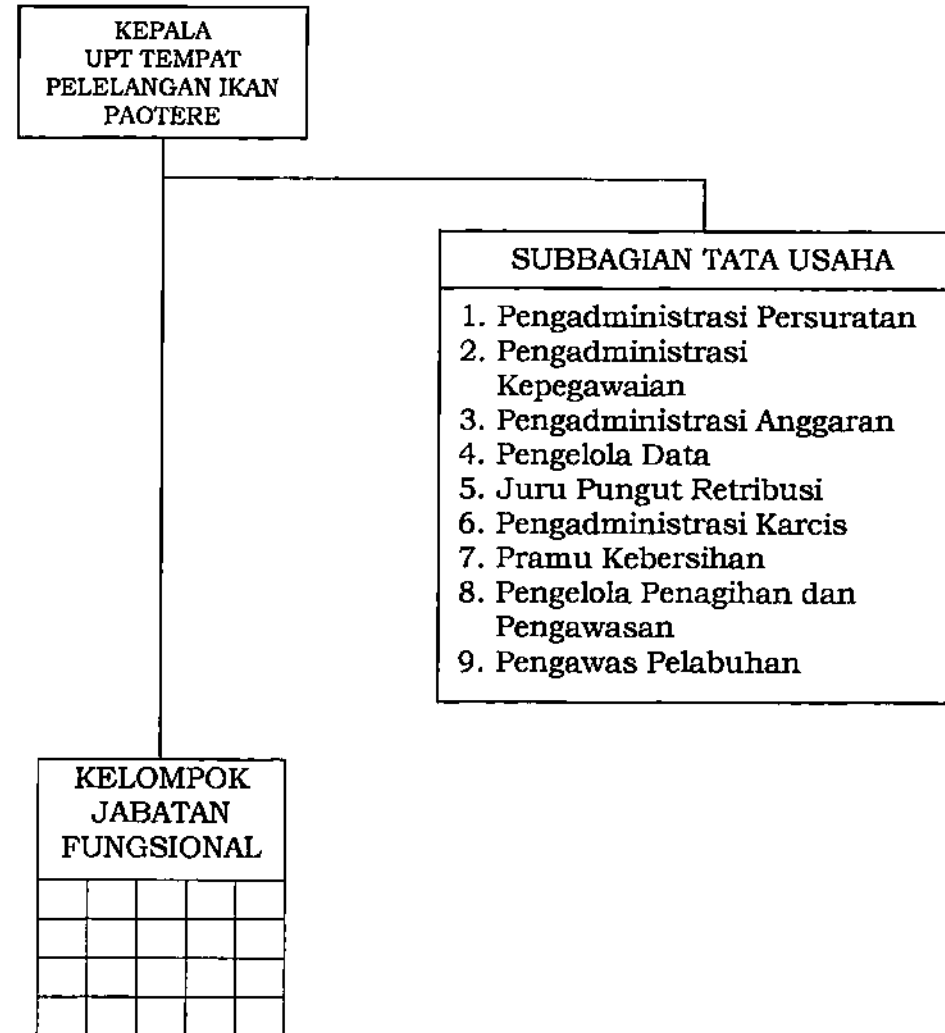 KEPALA
UPT TEMPAT
PELELANGAN IKAN
PAOTERE
SUBBAGIAN TATA USAHA
1. Pengadministrasi Persuratan
2. Pengadministrasi
Kepegawaian
3. Pengadministrasi Anggaran
4. Pengelola Data
5. Juru Pungut Retribusi
6. Pengadministrasi Karcis
7. Pramu Kebersihan
8. Pengelola Penagihan dan
Pengawasan
9. Pengawas Pelabuhan
KELOMPOK
JABATAN
FUNGSIONAL